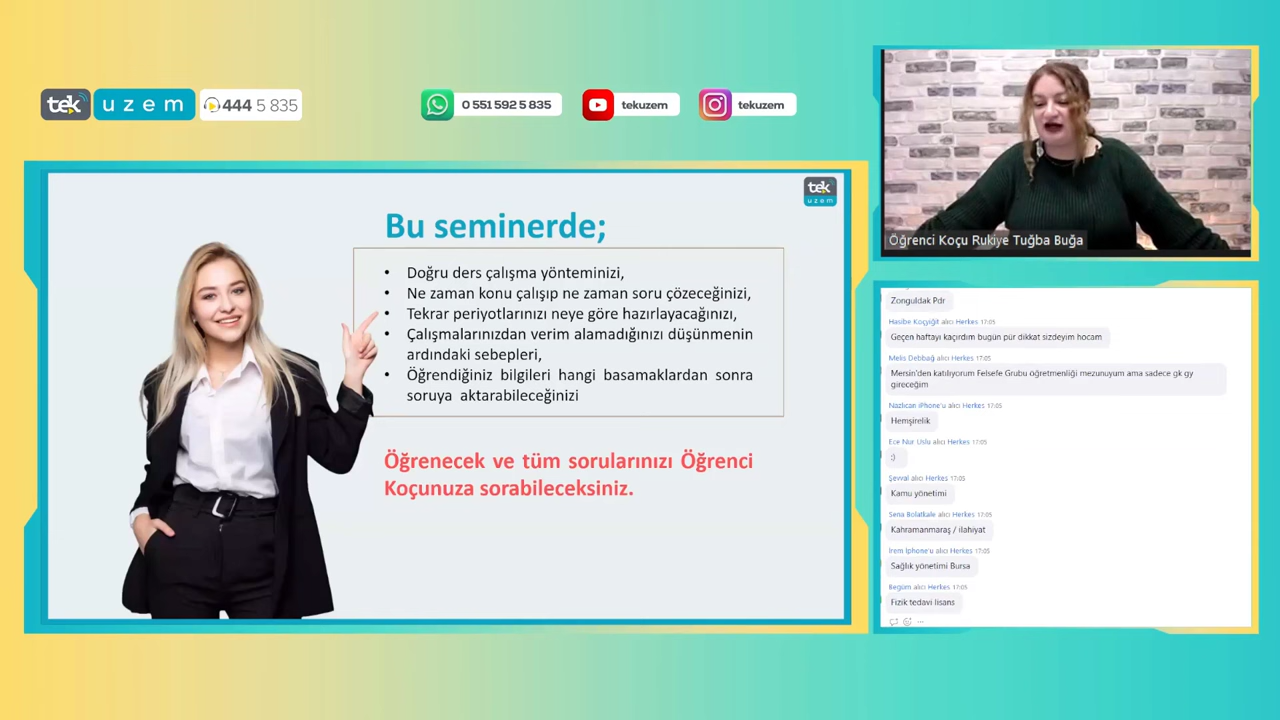 tek uzem 444 5 835
0 551 592 5 835
tekuzem
tekuzem
tek
uzem
Bu seminerde;
• Doğru ders çalışma yönteminizi,
• Ne zaman konu çalışıp ne zaman soru çözeceğinizi,
• Tekrar periyotlarınızı neye göre hazırlayacağınızı,
• Çalışmalarınızdan verim alamadığınızı düşünmenin
ardındaki sebepleri,
• Öğrendiğiniz bilgileri hangi basamaklardan sonra
soruya aktarabileceğinizi
Öğrenecek ve tüm sorularınızı Öğrenci
Koçunuza sorabileceksiniz.
Öğrenci Koçu Rukiye Tuğba Buğa
Zonguldak Pdr
Hasibe Koçyiğit alıcı Herkes 17:05
Geçen haftayı kaçırdım bugün pür dikkat sizdeyim hocam
Melis Debbağ alıcı Herkes 17:05
Mersin'den katılıyorum Felsefe Grubu öğretmenliği mezunuyum ama sadece gk gy
gireceğim
Nazlıcan iPhone'u alıcı Herkes 17:05
Hemşirelik
Ece Nur Uslu alıcı Herkes 17:05
:)
Şevval alıcı Herkes 17:05
Kamu yönetimi
Sena Bolatkale alıcı Herkes 17:05
Kahramanmaraş / ilahiyat
İrem Iphone'u alıcı Herkes 17:05
Sağlık yönetimi Bursa
Begüm alıcı Herkes 17:05
Fizik tedavi lisans